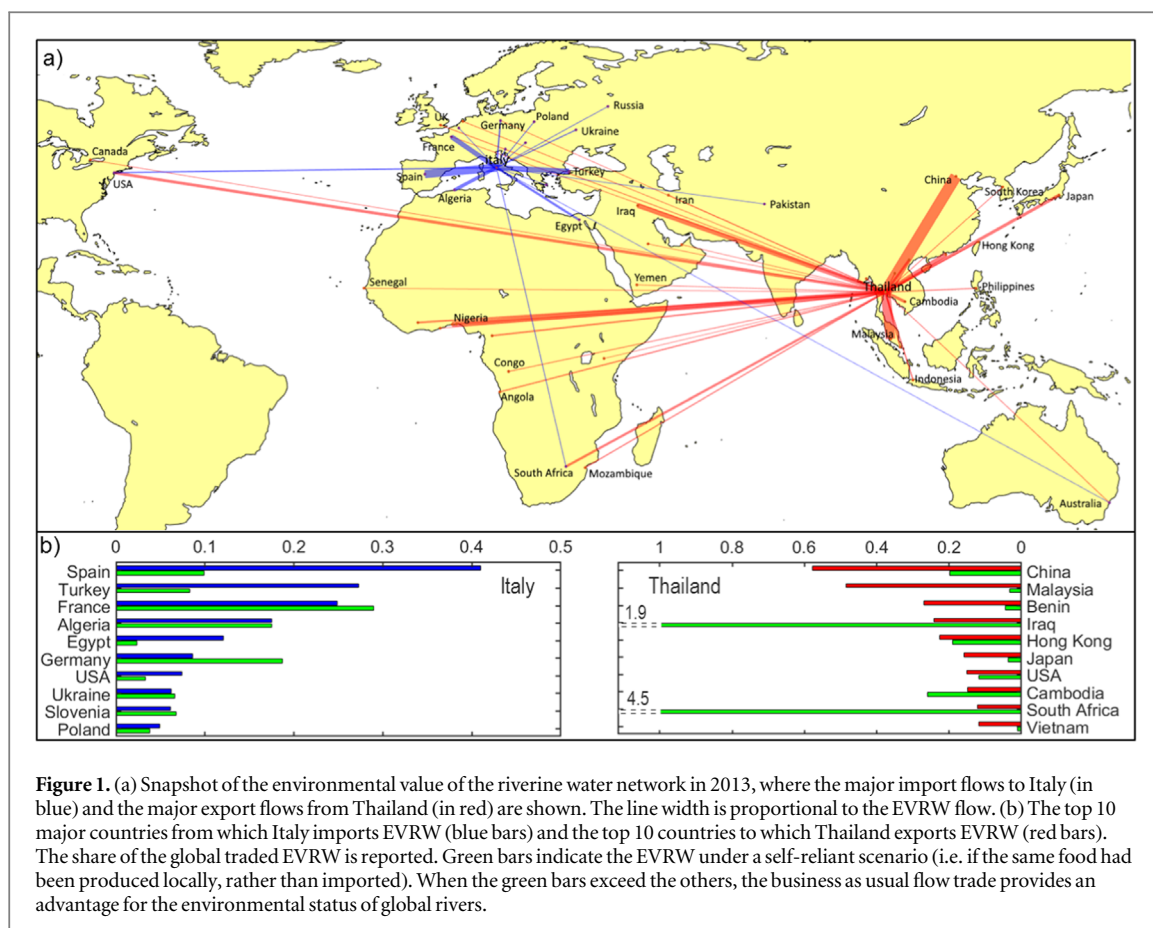 a)
Canada
USA
UK
Germany
Poland
Russia
Ukraine
France
Italy
Spain
Turkey
Algeria
Egypt
Iraq
Iran
Pakistan
China
South Korea
Japan
Hong Kong
Senegal
Yemen
Thailand
Philippines
Cambodia
Nigeria
Malaysia
Congo
Indonesia
Angola
South Africa
Mozambique
Australia
b)
0 0.1 0.2 0.3 0.4 0.5
Italy
Spain
Turkey
France
Algeria
Egypt
Germany
USA
Ukraine
Slovenia
Poland
1 0.8 0.6 0.4 0.2 0
Thailand
1.9
4.5
China
Malaysia
Benin
Iraq
Hong Kong
Japan
USA
Cambodia
South Africa
Vietnam
Figure 1. (a) Snapshot of the environmental value of the riverine water network in 2013, where the major import flows to Italy (in
blue) and the major export flows from Thailand (in red) are shown. The line width is proportional to the EVRW flow. (b) The top 10
major countries from which Italy imports EVRW (blue bars) and the top 10 countries to which Thailand exports EVRW (red bars).
The share of the global traded EVRW is reported. Green bars indicate the EVRW under a self-reliant scenario (i.e. if the same food had
been produced locally, rather than imported). When the green bars exceed the others, the business as usual flow trade provides an
advantage for the environmental status of global rivers.